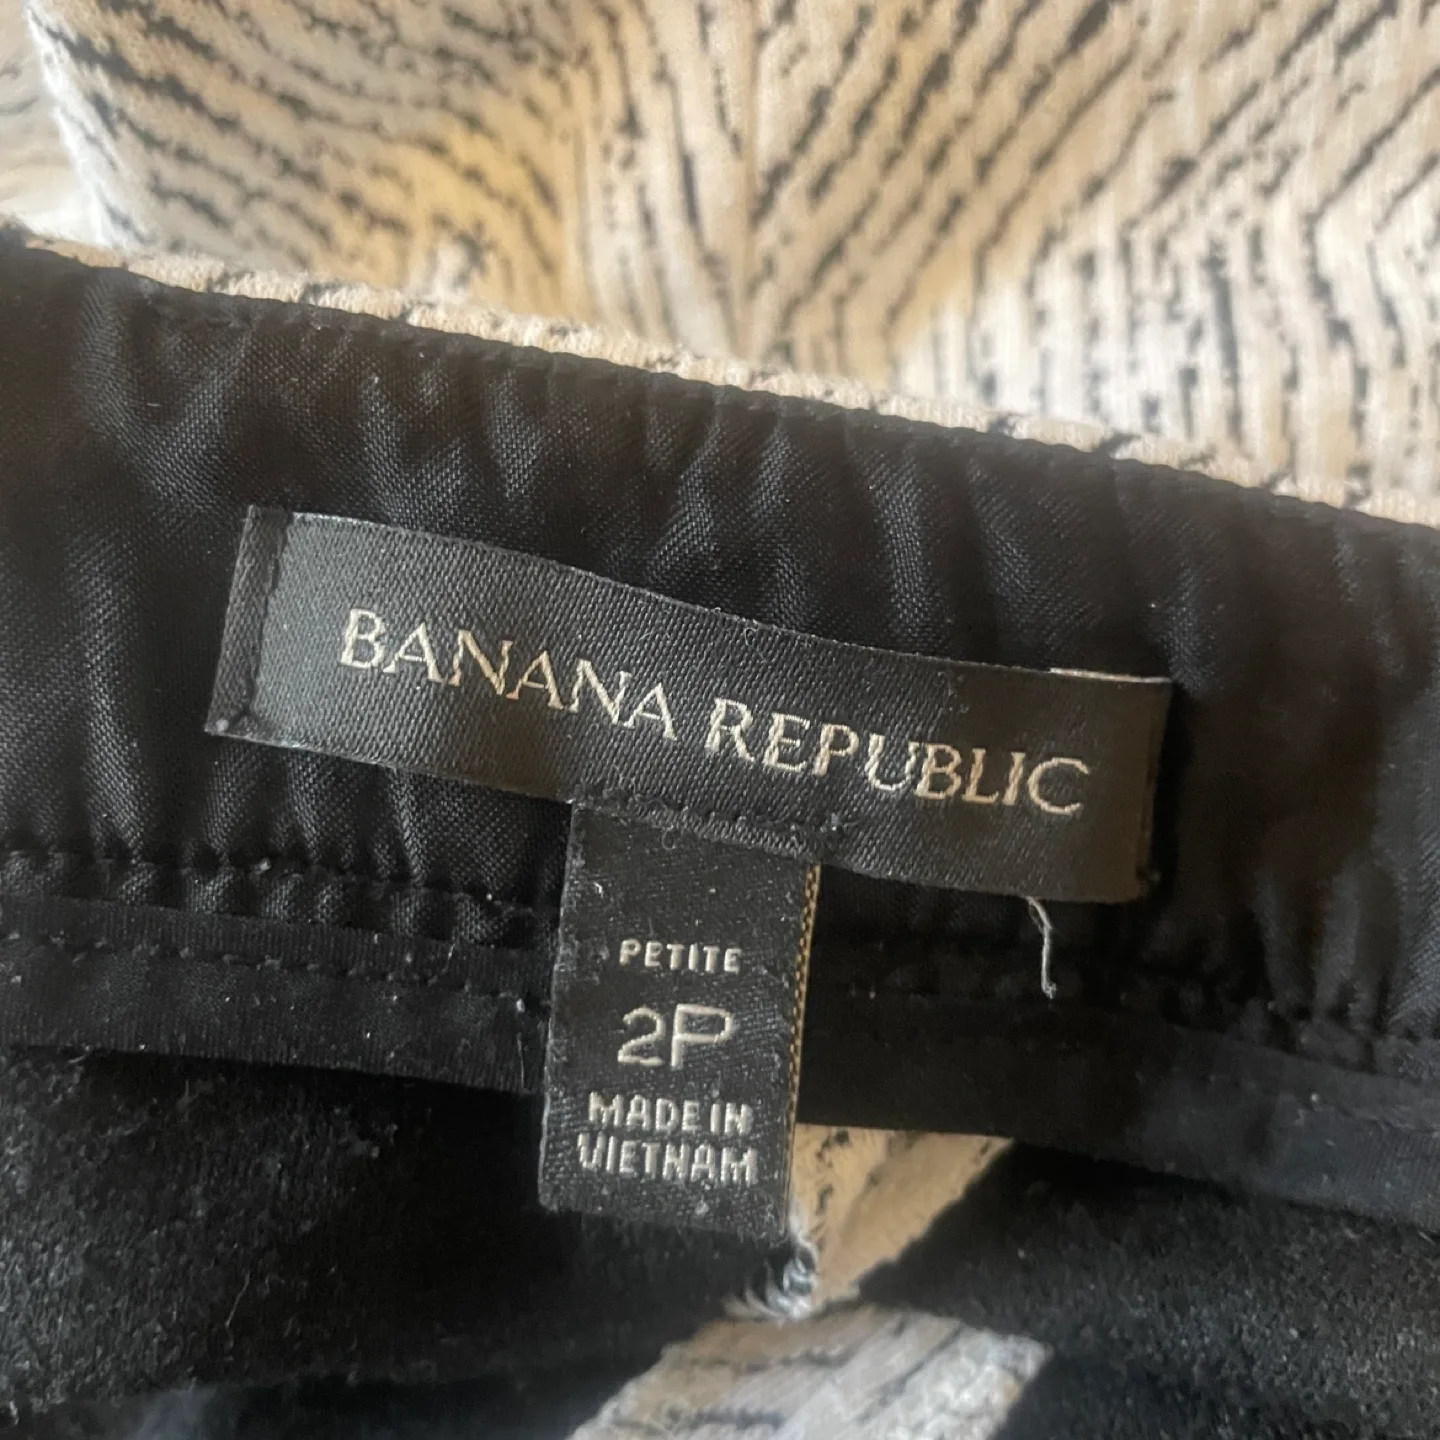 BANANA REPUBLIC
PETITE
2P
MADE IN
VIETNAM